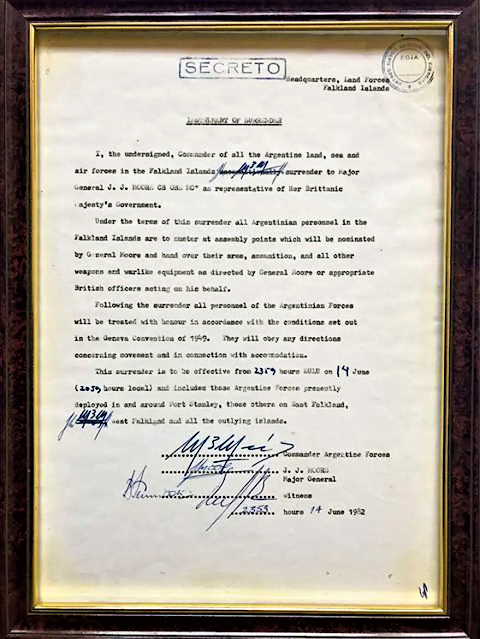 SECRETO
Headquarters, Land Forces
Falkland Islands
INSTRUMENT OF SURRENDER
I, the undersigned, Commander of all the Argentine land, sea and
air forces in the Falkland Islands surrender to Major
General J. J. MOORE CB OBE MC* as representative of Her Brittanic
Majesty's Government.
Under the terms of this surrender all Argentinian personnel in the
Falkland Islands are to muster at assembly points which will be nominated
by General Moore and hand over their arms, ammunition, and all other
weapons and warlike equipment as directed by General Moore or appropriate
British officers acting on his behalf.
Following the surrender all personnel of the Argentinian Forces
will be treated with honour in accordance with the conditions set out
in the Geneva Convention of 1949. They will obey any directions
concerning movement and in connection with accommodation.
This surrender is to be effective from 2359 hours ZULU on 14 June
(2059 hours local) and includes those Argentine Forces presently
deployed in and around Port Stanley, those others on East Falkland,
West Falkland and all the outlying islands.
Commander Argentine Forces
J. J. MOORE
Major General
Witness
2359 hours 14 June 1982